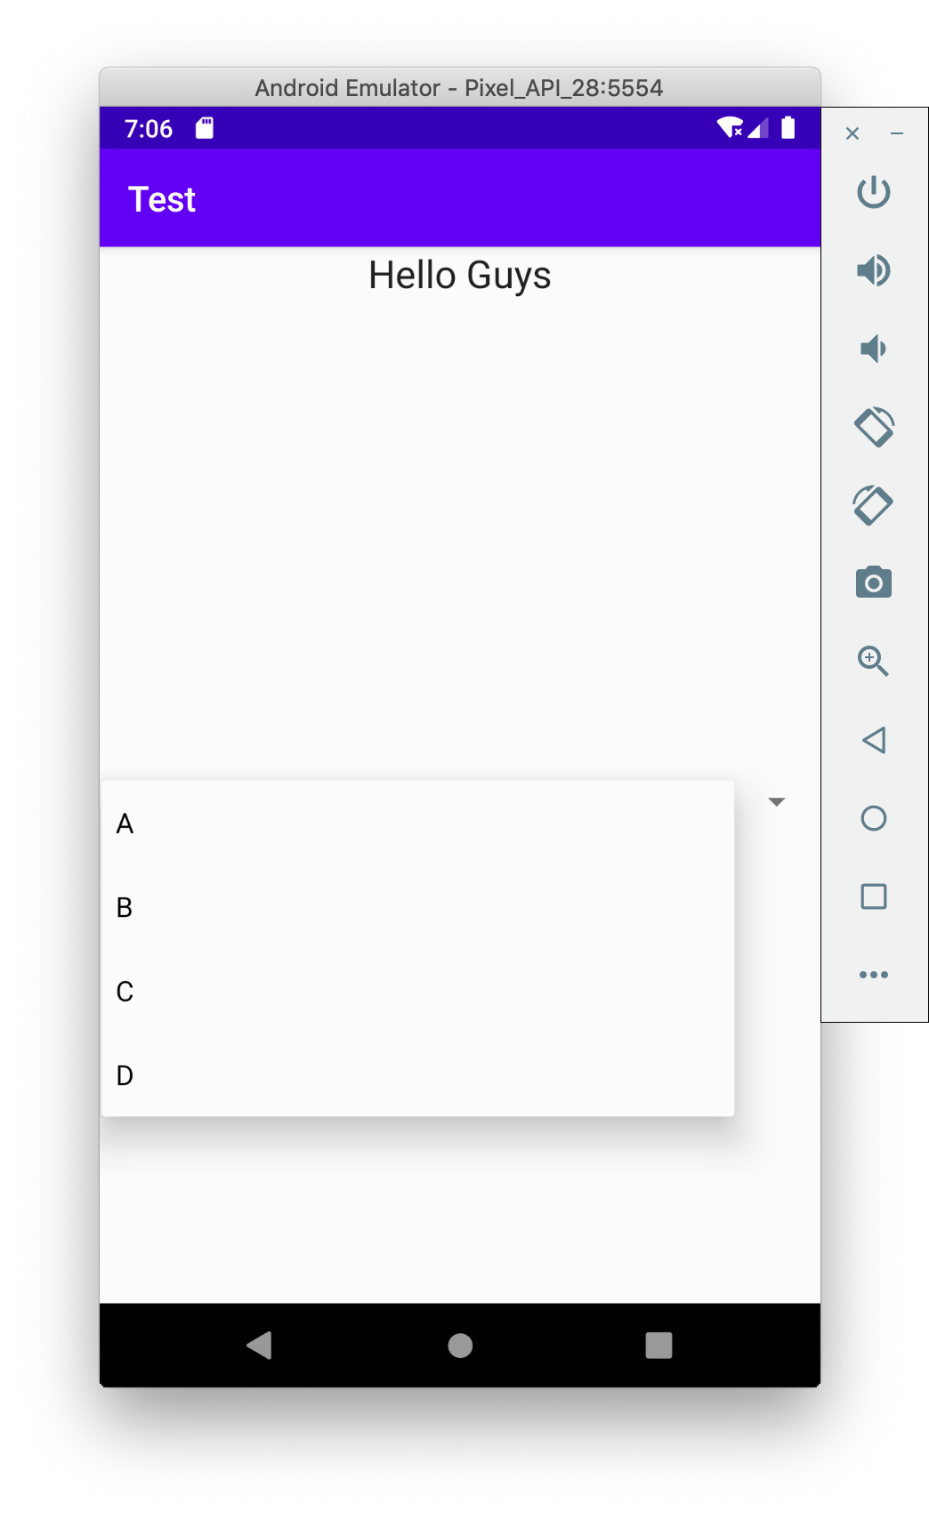 Android Emulator - Pixel_API_28:5554
7:06
Test
Hello Guys
A
B
C
D